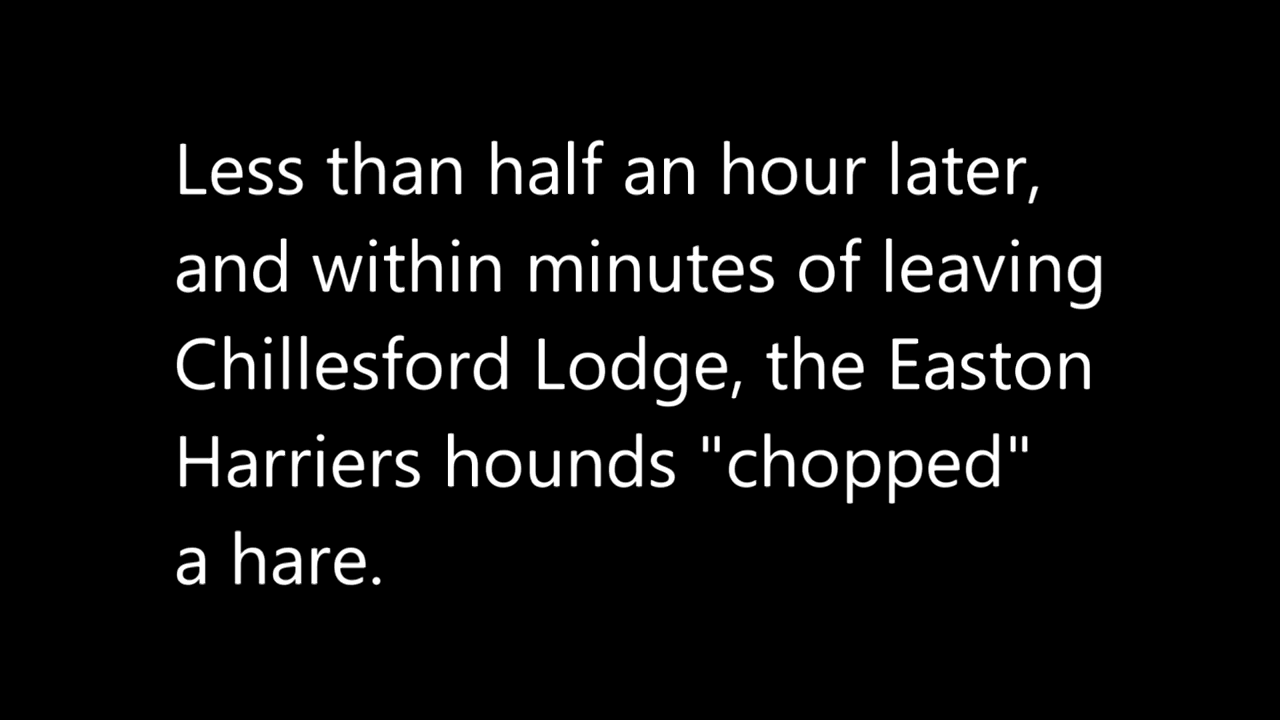 Less than half an hour later,
and within minutes of leaving
Chillesford Lodge, the Easton
Harriers hounds "chopped"
a hare.